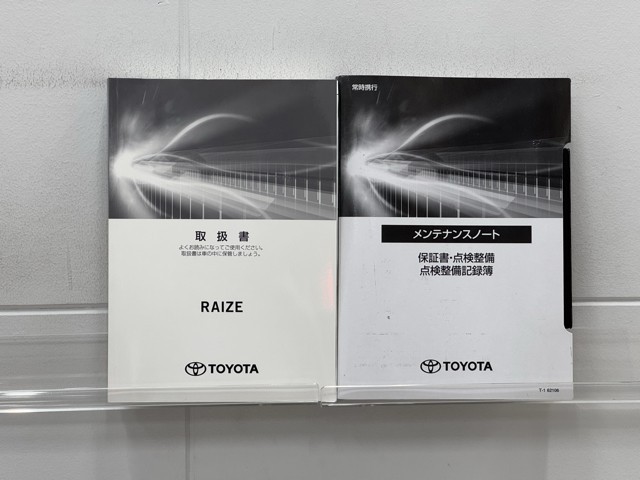 取扱書
よくお読みになってご使用ください。
取扱書は車の中に保管しましょう。
RAIZE
TOYOTA
常時携行
メンテナンスノート
保証書・点検整備
点検整備記録簿
TOYOTA